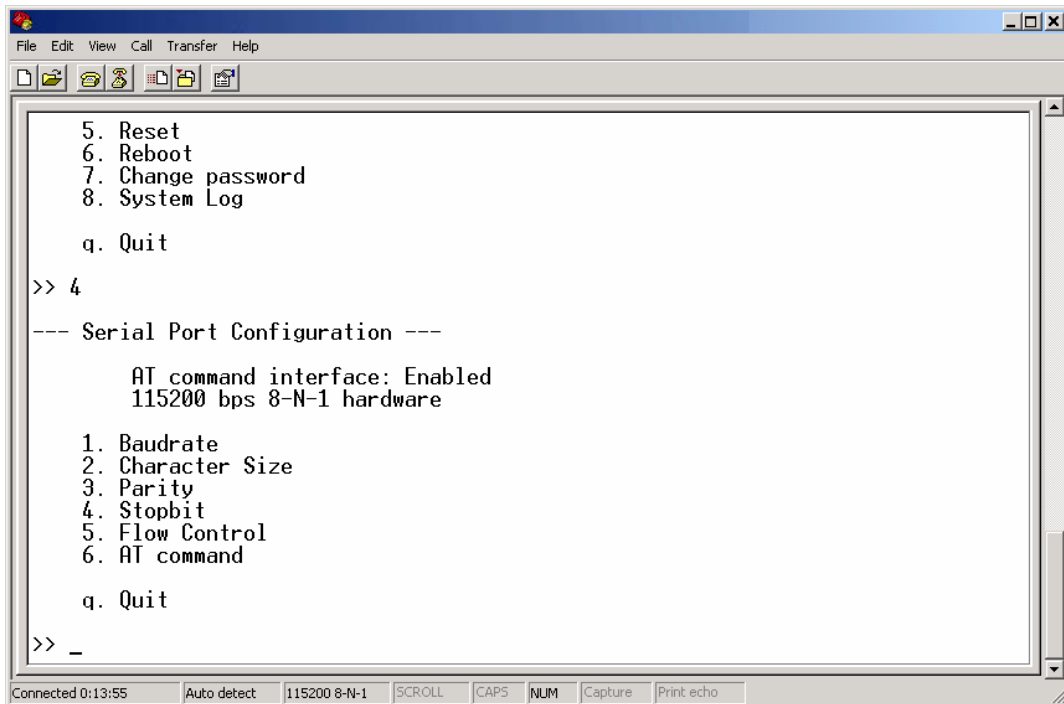 File Edit View Call Transfer Help
5. Reset
6. Reboot
7. Change password
8. System Log
q. Quit
>> 4
--- Serial Port Configuration ---
AT command interface: Enabled
115200 bps 8-N-1 hardware
1. Baudrate
2. Character Size
3. Parity
4. Stopbit
5. Flow Control
6. AT command
q. Quit
>> _
Connected 0:13:55 Auto detect 115200 8-N-1 SCROLL CAPS NUM Capture Print echo